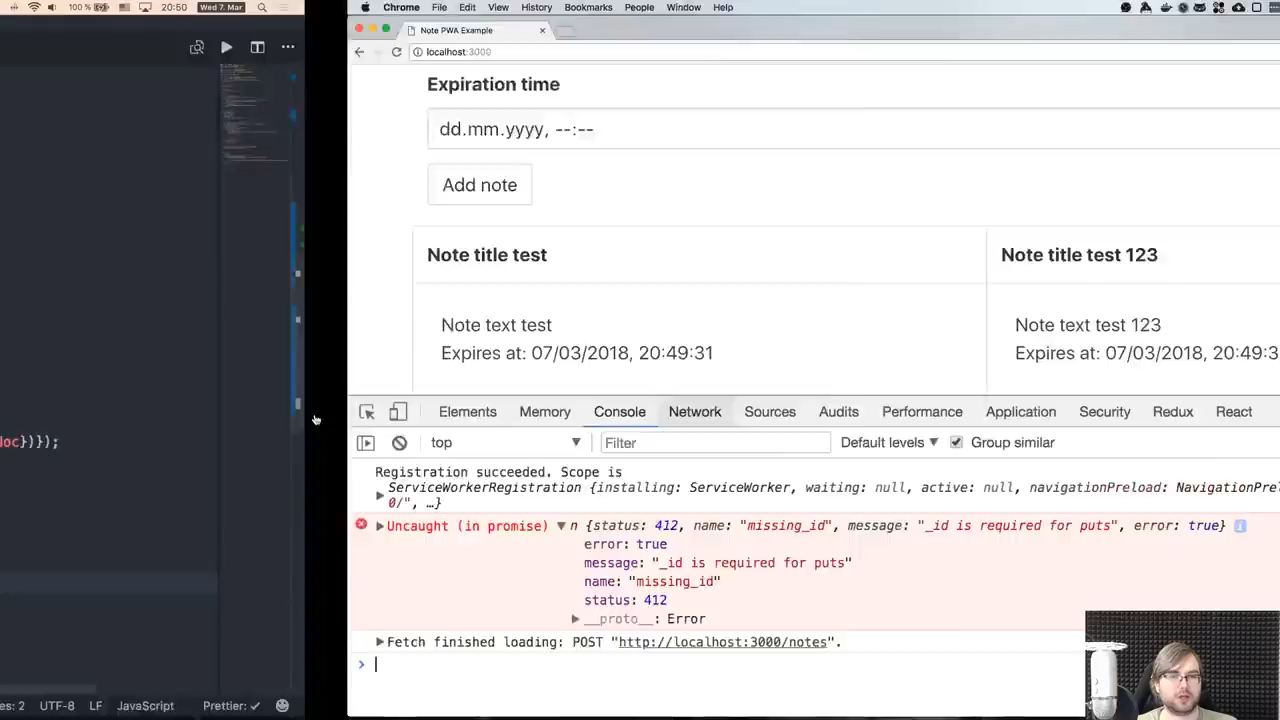 100 %
20:50
Wed 7. Mar
Chrome File Edit View History Bookmarks People Window Help
Note PWA Example
localhost:3000
Expiration time
dd.mm.yyyy, --:--
Add note
Note title test
Note title test 123
Note text test
Note text test 123
Expires at: 07/03/2018, 20:49:31
Expires at: 07/03/2018, 20:49:3
Elements Console Memory Network Sources Audits Performance Application Security Redux React
top Filter Default levels Group similar
Registration succeeded. Scope is
ServiceWorkerRegistration {installing: ServiceWorker, waiting: null, active: null, navigationPreload: NavigationPrel
0/", …}
Uncaught (in promise) n {status: 412, name: "missing_id", message: "_id is required for puts", error: true}
error: true
message: "_id is required for puts"
name: "missing_id"
status: 412
__proto__: Error
Fetch finished loading: POST "http://localhost:3000/notes".
loc})});
es: 2 UTF-8 LF JavaScript Prettier: ✓